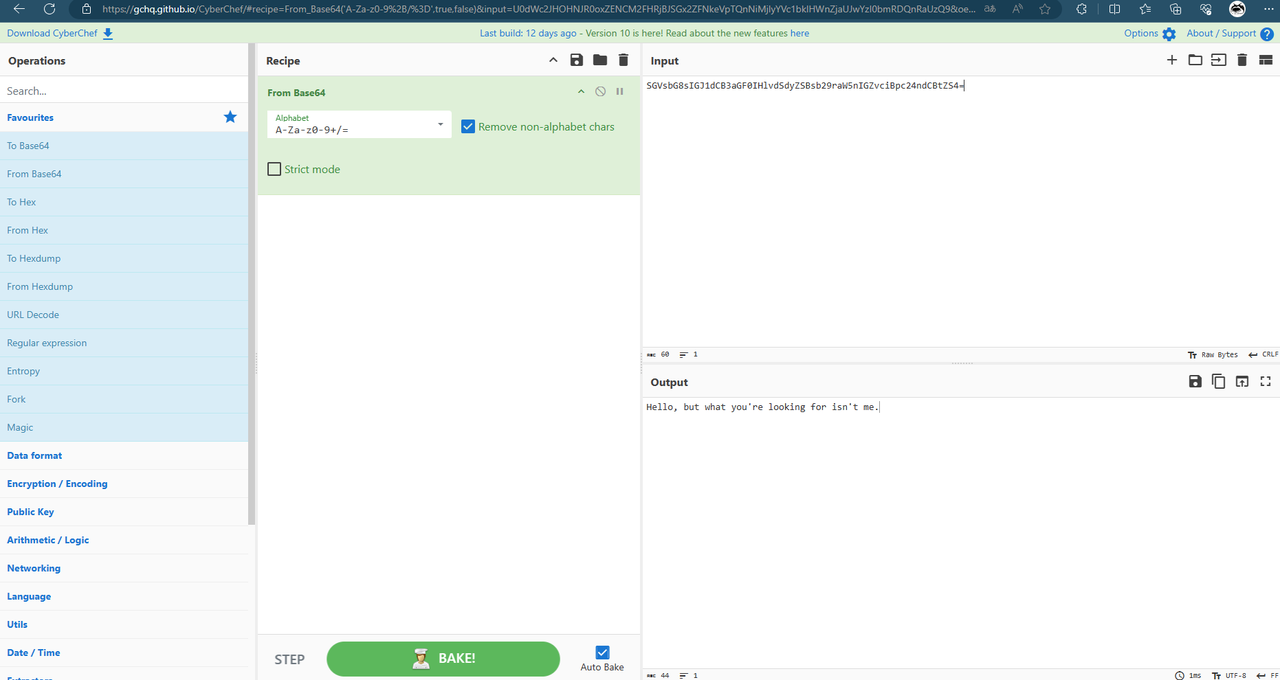 https://gchq.github.io/CyberChef/#recipe=From_Base64('A-Za-z0-9%2B/%3D',true,false)&input=U0dWc2JHOHNJR0oxZENCM2FHRjBJSGx2ZFNkeVpTQnNiMjlyYVc1bklHWnZjaUJwYzI0bmRDQnRaUzQ9&oe...
Download CyberChef
Last build: 12 days ago - Version 10 is here! Read about the new features here
Options
About / Support
Operations
Recipe
Input
Search...
From Base64
SGVsbG8sIGJ1dCB3aGF0IHlvdSdyZSBsb29raW5nIGZvciBpc24ndCBtZS4=
Favourites
Alphabet
A-Za-z0-9+/=
Remove non-alphabet chars
To Base64
From Base64
Strict mode
To Hex
From Hex
To Hexdump
From Hexdump
URL Decode
Regular expression
60
1
Raw Bytes
CRLF
Entropy
Output
Fork
Hello, but what you're looking for isn't me.
Magic
Data format
Encryption / Encoding
Public Key
Arithmetic / Logic
Networking
Language
Utils
Date / Time
STEP
BAKE!
Auto Bake
44
1
1ms
UTF-8
FF